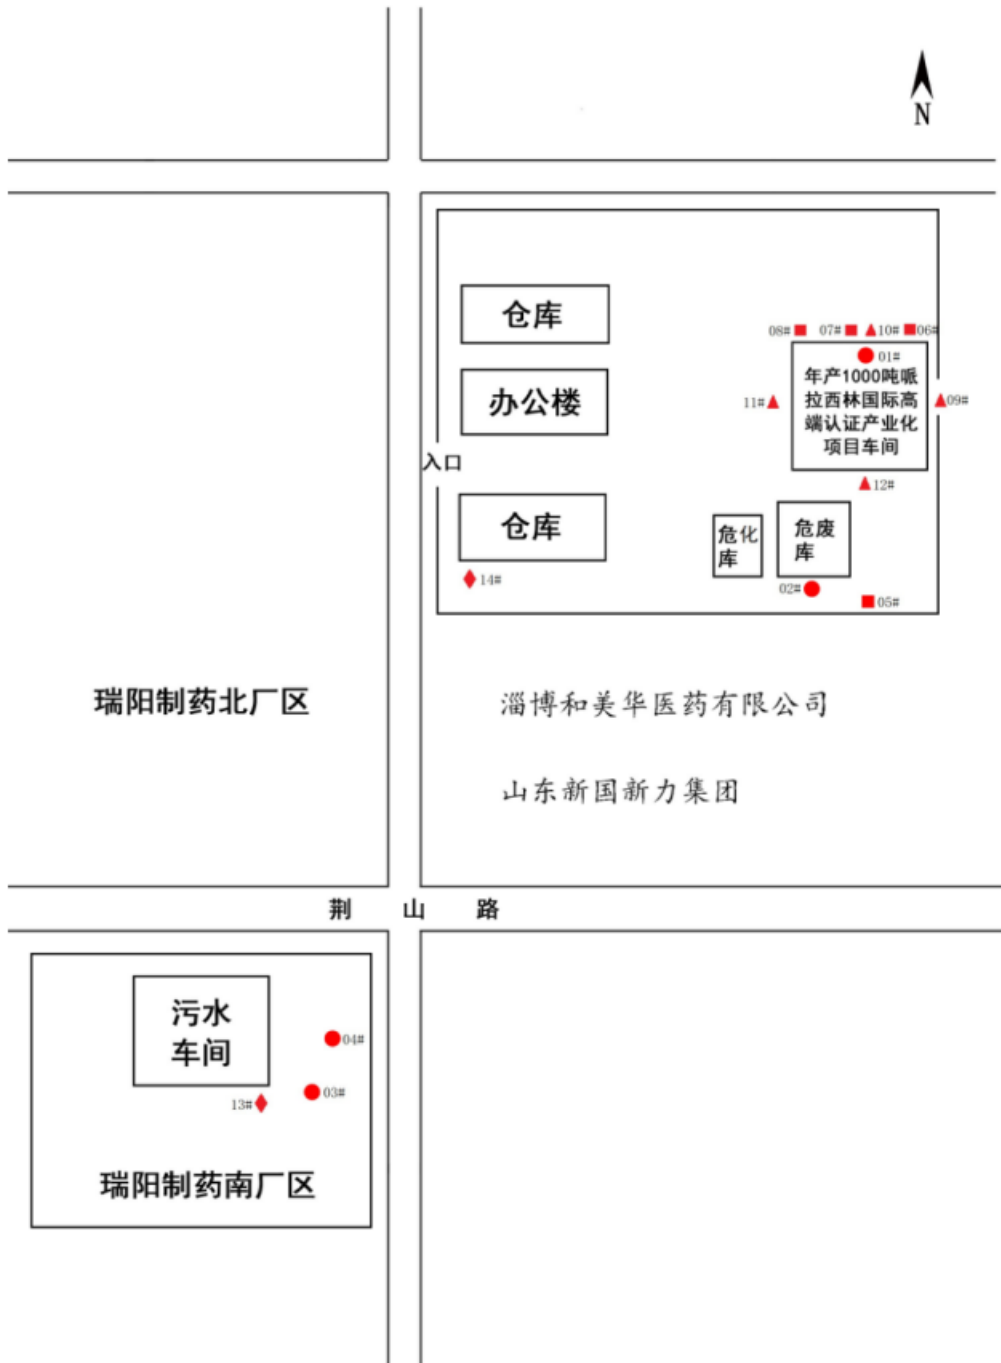 N
仓库
08#
07#
10#
06#
01#
年产1000吨哌
拉西林国际高
端认证产业化
项目车间
办公楼
11#
09#
入口
12#
仓库
危化
库
危废
库
14#
02#
05#
瑞阳制药北厂区
淄博和美华医药有限公司
山东新国新力集团
荆 山 路
污水
车间
04#
03#
13#
瑞阳制药南厂区